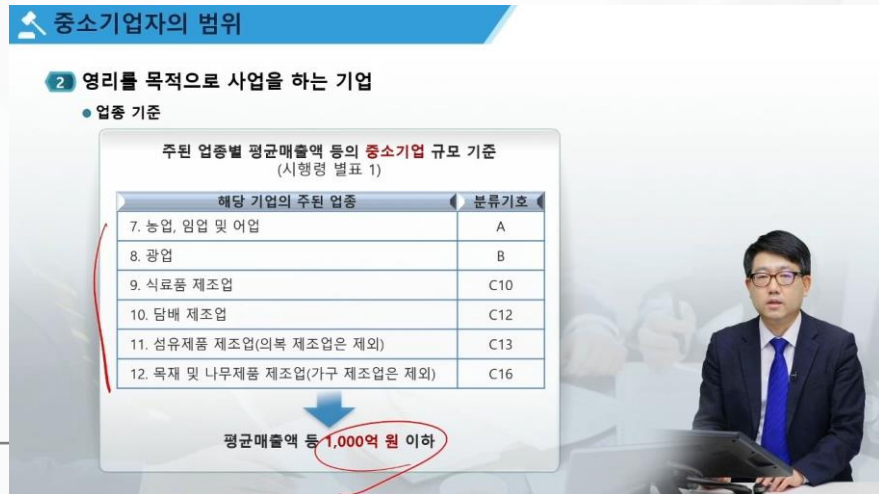 중소기업자의 범위
2 영리를 목적으로 사업을 하는 기업
● 업종 기준
주된 업종별 평균매출액 등의 중소기업 규모 기준
(시행령 별표 1)
해당 기업의 주된 업종 분류기호
7. 농업, 임업 및 어업 A
8. 광업 B
9. 식료품 제조업 C10
10. 담배 제조업 C12
11. 섬유제품 제조업(의복 제조업은 제외) C13
12. 목재 및 나무제품 제조업(가구 제조업은 제외) C16
평균매출액 등 1,000억 원 이하